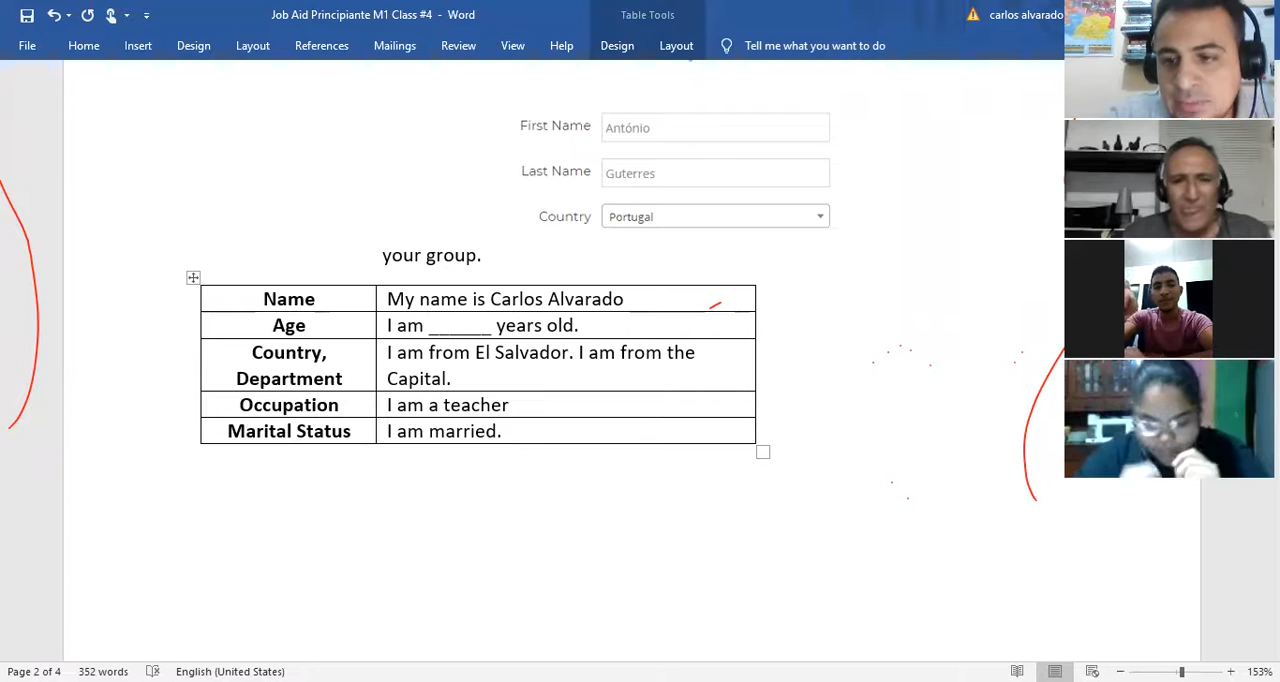 Job Aid Principiante M1 Class #4 - Word
Table Tools
carlos alvarado
File Home Insert Design Layout References Mailings Review View Help Design Layout Tell me what you want to do
First Name António
Last Name Guterres
Country Portugal
your group.
Name My name is Carlos Alvarado
Age I am ______ years old.
Country, I am from El Salvador. I am from the
Department Capital.
Occupation I am a teacher
Marital Status I am married.
Page 2 of 4 352 words English (United States) 153%